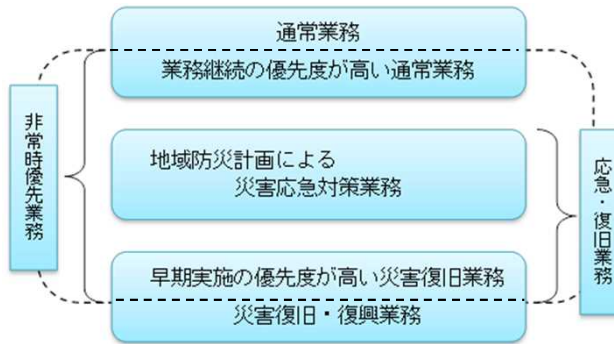 通常業務
業務継続の優先度が高い通常業務
非常時優先業務
地域防災計画による
災害応急対策業務
応急・復旧業務
早期実施の優先度が高い災害復旧業務
災害復旧・復興業務